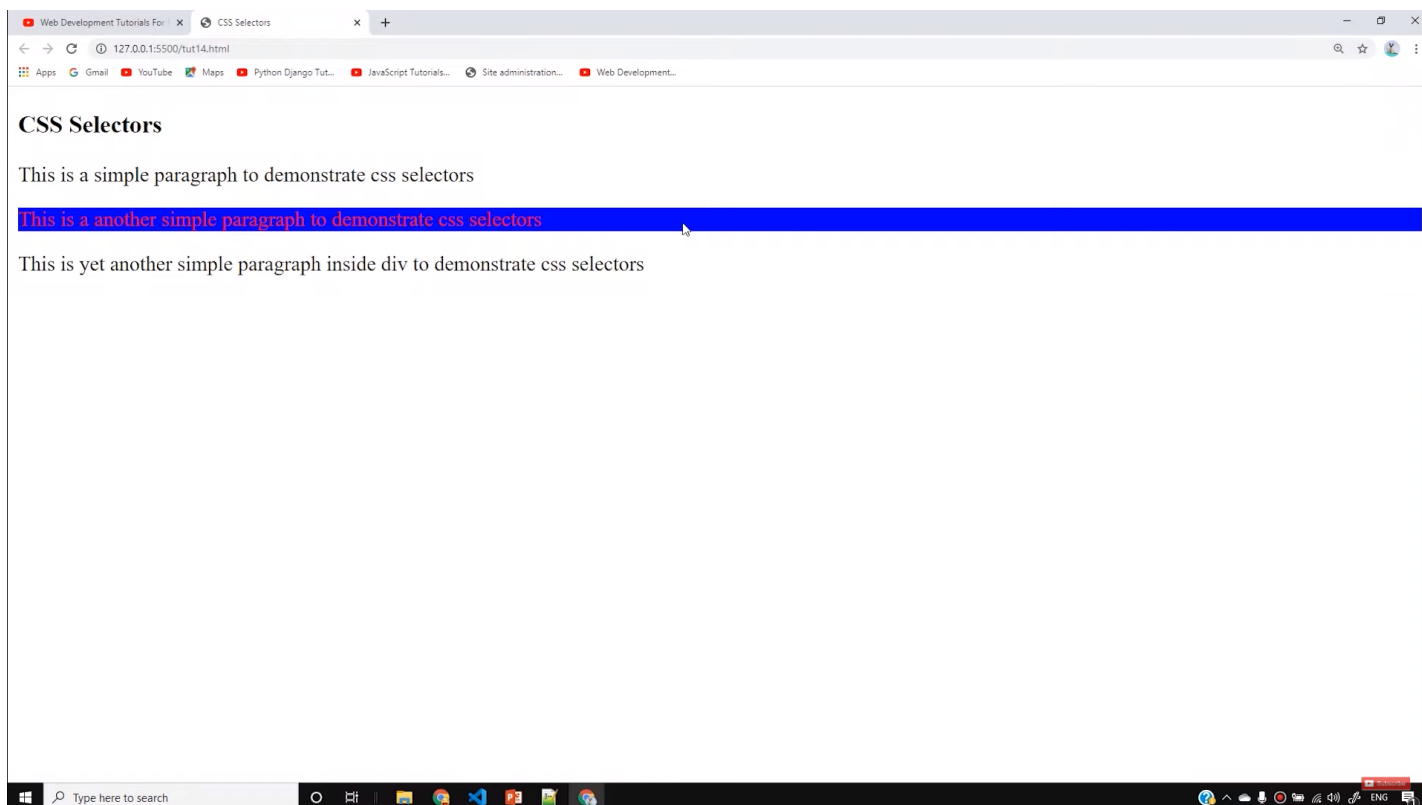 Web Development Tutorials For
CSS Selectors
127.0.0.1:5500/tut14.html
Apps Gmail YouTube Maps Python Django Tut... JavaScript Tutorials... Site administration... Web Development...
CSS Selectors
This is a simple paragraph to demonstrate css selectors
This is a another simple paragraph to demonstrate css selectors
This is yet another simple paragraph inside div to demonstrate css selectors
Subscribe
Type here to search
ENG